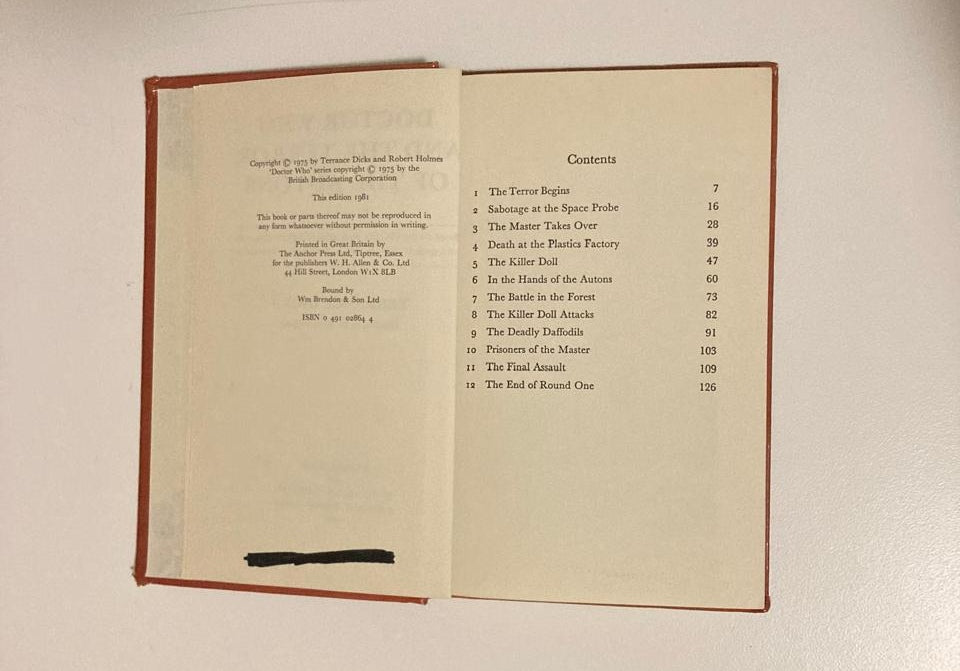 Copyright © 1975 by Terrance Dicks and Robert Holmes
'Doctor Who' series copyright © 1975 by the
British Broadcasting Corporation
This edition 1981
This book or parts thereof may not be reproduced in
any form whatsoever without permission in writing.
Printed in Great Britain by
The Anchor Press Ltd, Tiptree, Essex
for the publishers W. H. Allen & Co. Ltd
44 Hill Street, London W1X 8LB
Bound by
Wm Brendon & Son Ltd
ISBN 0 491 02864 4
Contents
1 The Terror Begins 7
2 Sabotage at the Space Probe 16
3 The Master Takes Over 28
4 Death at the Plastics Factory 39
5 The Killer Doll 47
6 In the Hands of the Autons 60
7 The Battle in the Forest 73
8 The Killer Doll Attacks 82
9 The Deadly Daffodils 91
10 Prisoners of the Master 103
11 The Final Assault 109
12 The End of Round One 126